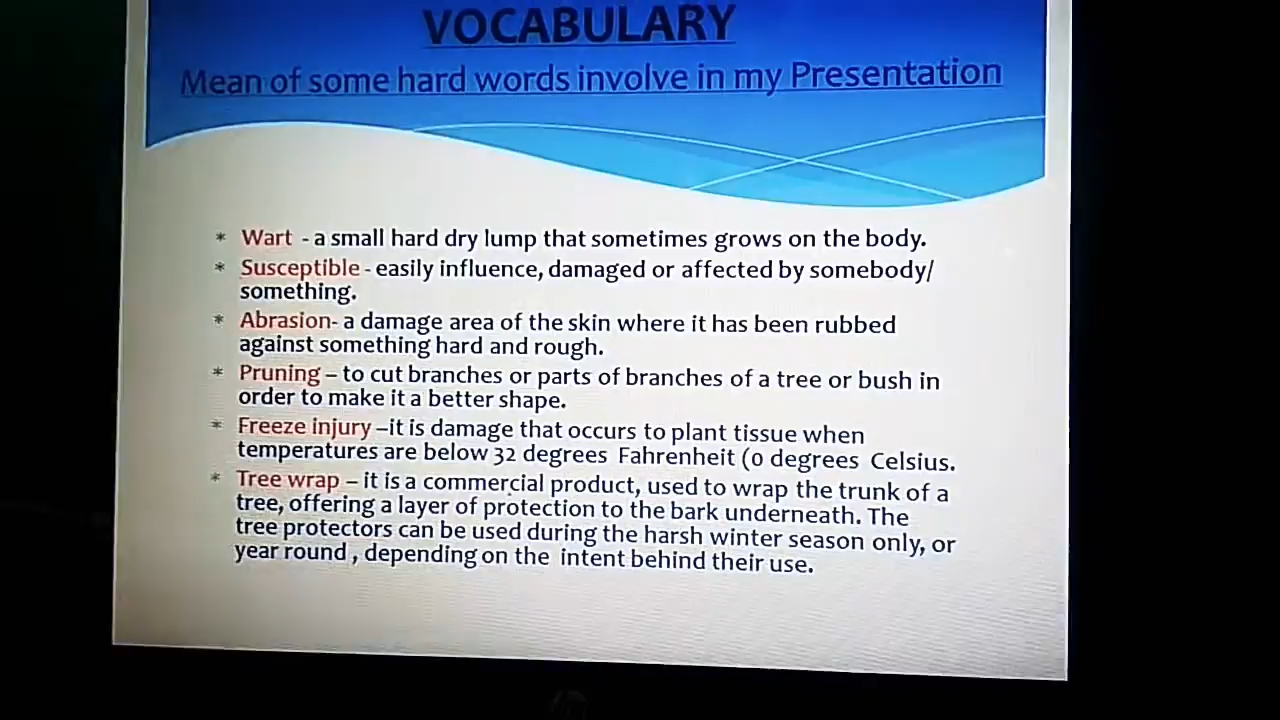 VOCABULARY
Mean of some hard words involve in my Presentation
* Wart - a small hard dry lump that sometimes grows on the body.
* Susceptible - easily influence, damaged or affected by somebody/
something.
* Abrasion- a damage area of the skin where it has been rubbed
against something hard and rough.
* Pruning – to cut branches or parts of branches of a tree or bush in
order to make it a better shape.
* Freeze injury –it is damage that occurs to plant tissue when
temperatures are below 32 degrees Fahrenheit (0 degrees Celsius.
* Tree wrap – it is a commercial product, used to wrap the trunk of a
tree, offering a layer of protection to the bark underneath. The
tree protectors can be used during the harsh winter season only, or
year round , depending on the intent behind their use.